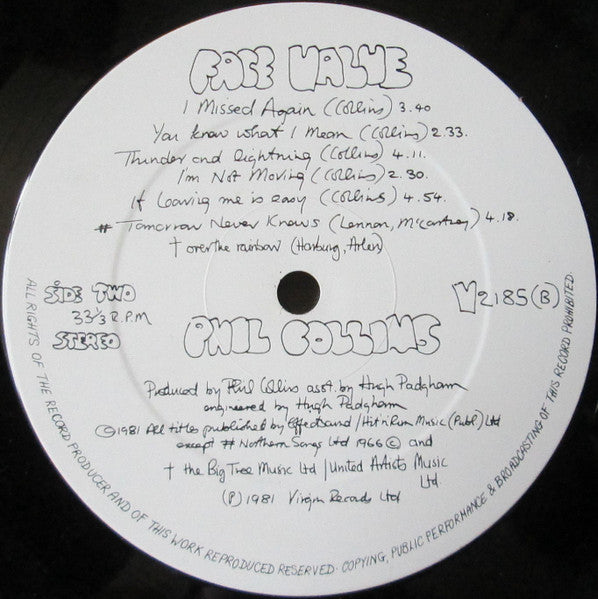 FACE VALUE
I Missed Again (Collins) 3.40
You know what I Mean (Collins) 2.33.
Thunder and Lightning (Collins) 4.11.
I'm Not Moving (Collins) 2.30.
If Leaving me is easy (Collins) 4.54.
# Tomorrow Never Knows (Lennon, McCartney) 4.18.
† over the rainbow (Harburg, Arlen)
SIDE TWO
33⅓ R.P.M
STEREO
V2185(B)
PHIL COLLINS
Produced by Phil Collins asst. by Hugh Padgham
engineered by Hugh Padgham
©1981 All titles published by Effectsound/Hit n Run Music (Publ) Ltd
except # Northern Songs Ltd 1966© and
† the Big Tree Music Ltd / United Artists Music
Ltd
(P) 1981 Virgin Records Ltd
ALL RIGHTS OF THE RECORD PRODUCER AND OF THIS WORK REPRODUCED RESERVED. COPYING, PUBLIC PERFORMANCE & BROADCASTING OF THIS RECORD PROHIBITED.